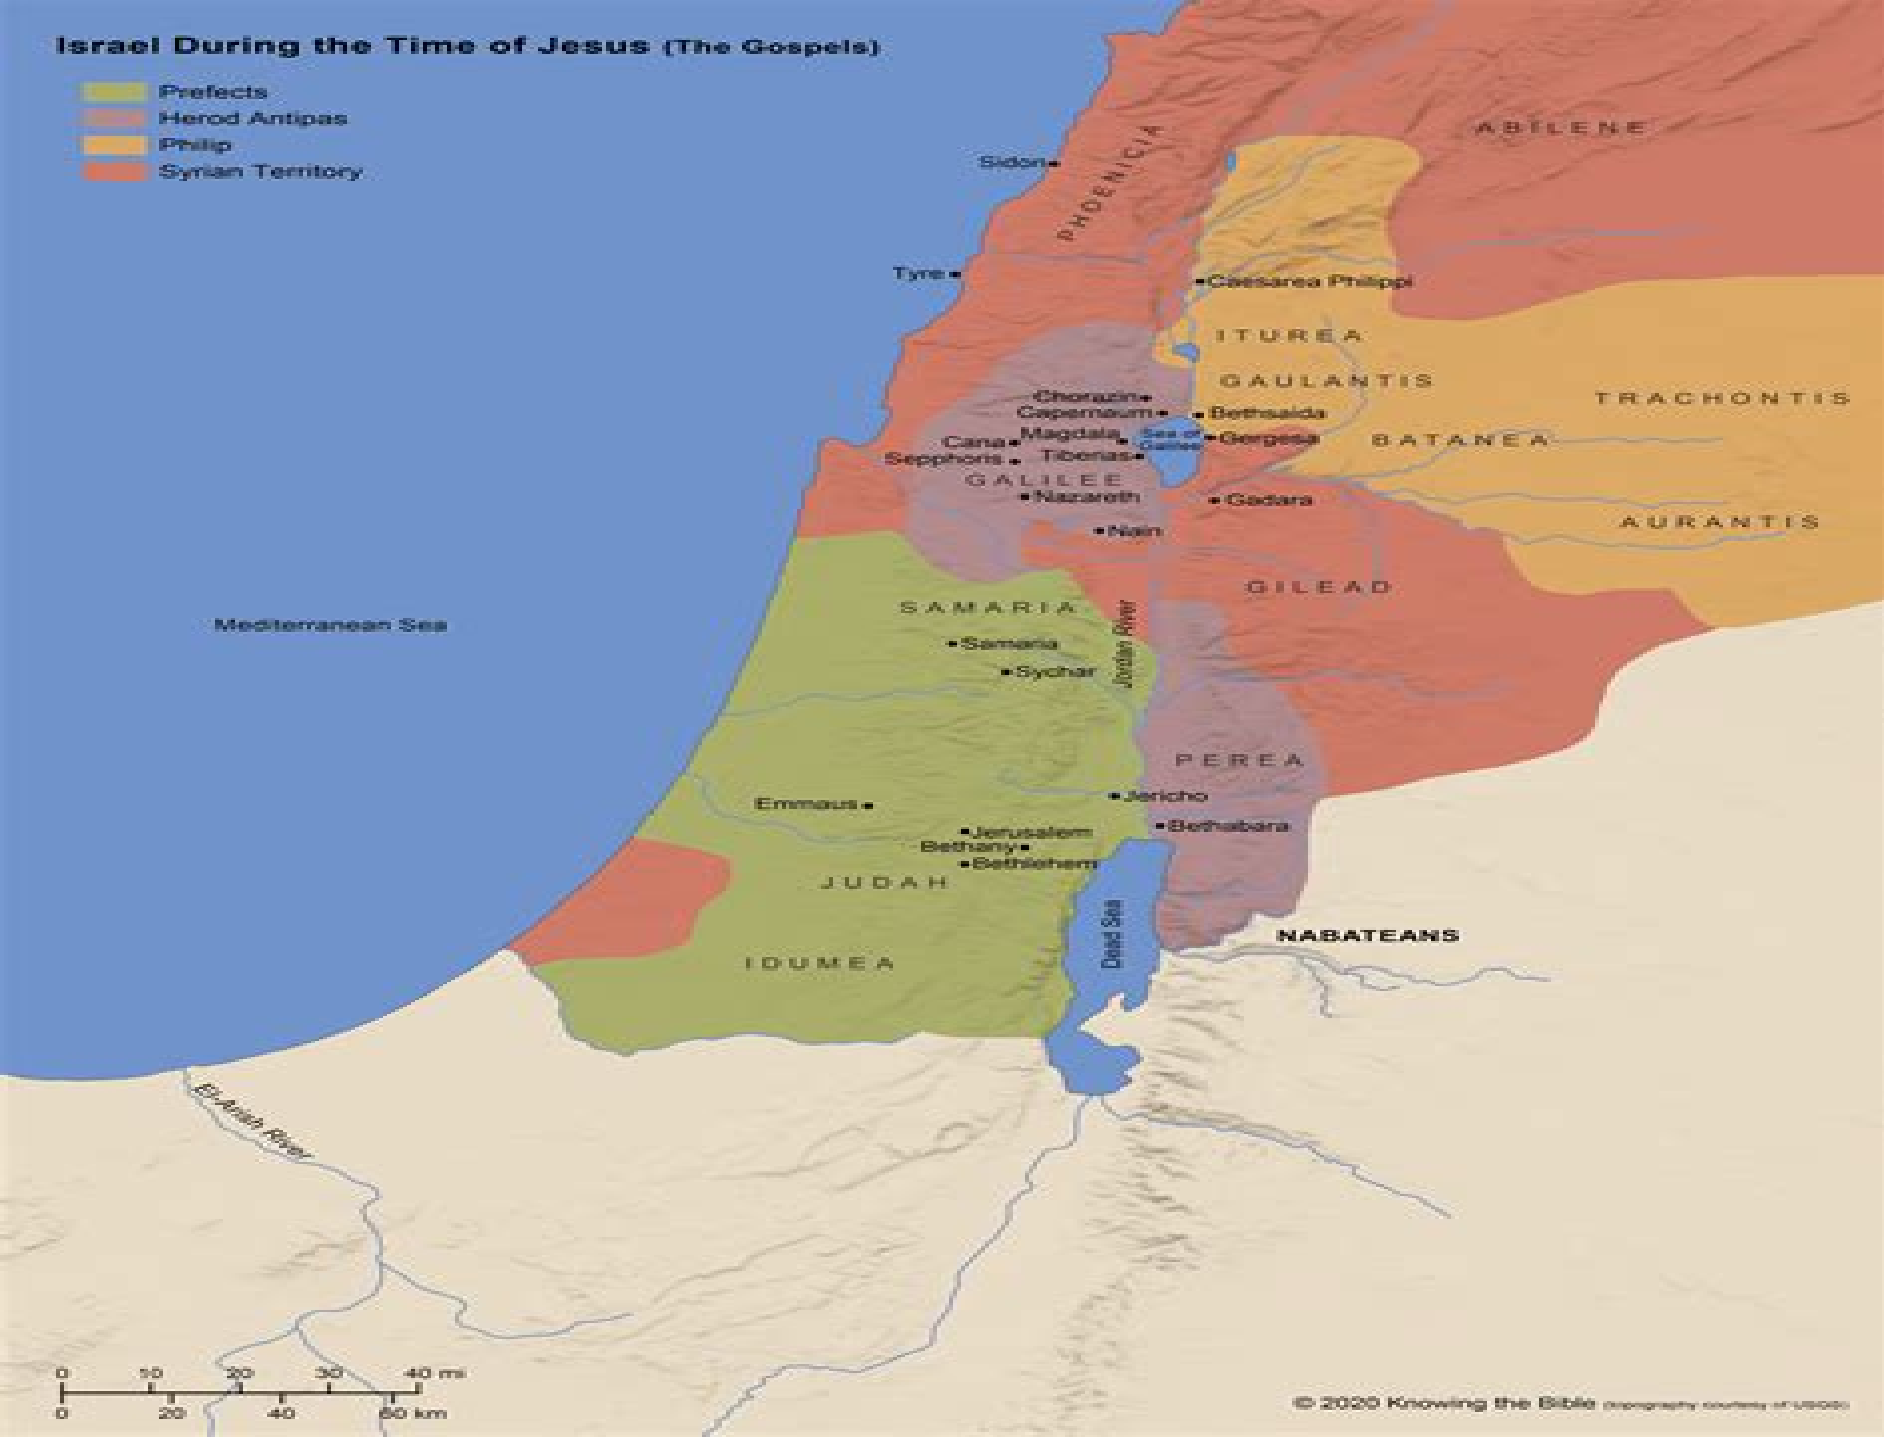 Israel During the Time of Jesus (The Gospels)
Prefects
Herod Antipas
Philip
Syrian Territory
ABILENE
PHOENICIA
Sidon
Tyre
Caesarea Philippi
ITUREA
GAULANTIS
TRACHONTIS
Chorazin
Capernaum
Bethsaida
Magdala
Sea of
Galilee
Gergesa
BATANEA
Cana
Sepphoris
Tiberias
GALILEE
Nazareth
Gadara
Nain
AURANTIS
GILEAD
SAMARIA
Mediterranean Sea
Samaria
Sychar
Jordan River
PEREA
Jericho
Emmaus
Bethabara
Jerusalem
Bethany
Bethlehem
JUDAH
Dead Sea
NABATEANS
IDUMEA
El-Arish River
0 10 20 30 40 mi
0 20 40 60 km
© 2020 Knowing the Bible (topography courtesy of USGS)